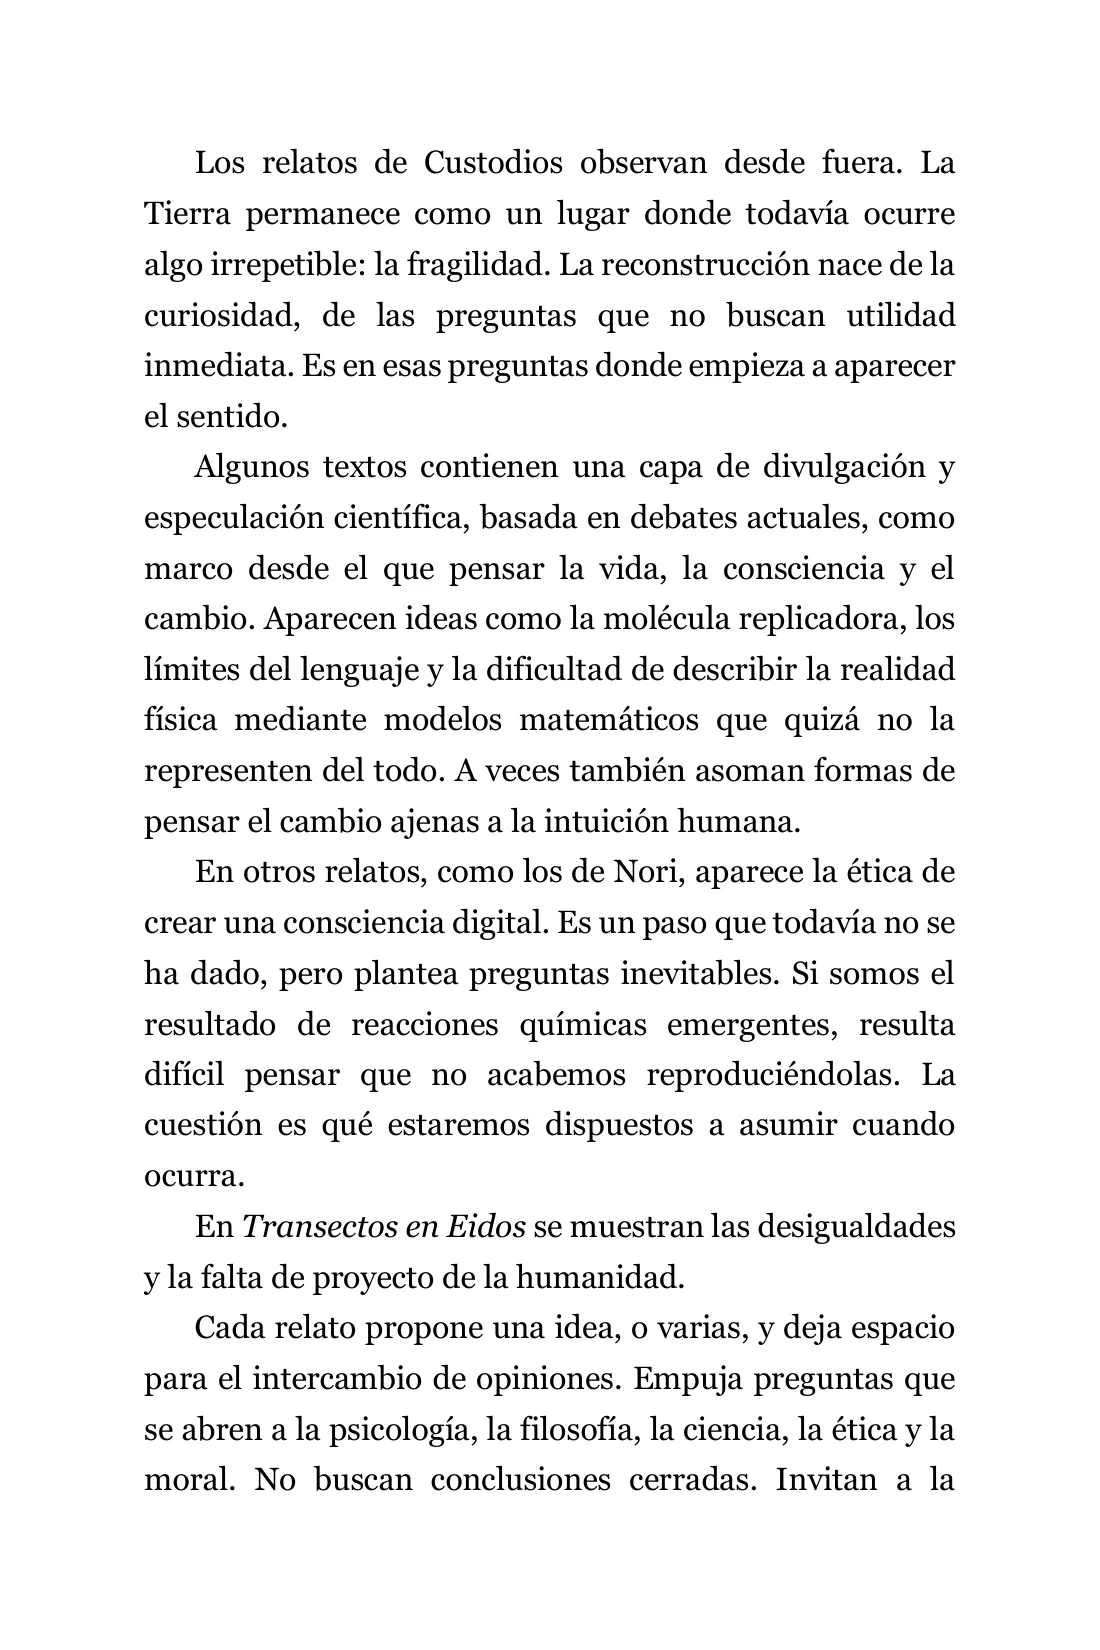 Los relatos de Custodios observan desde fuera. La
Tierra permanece como un lugar donde todavía ocurre
algo irrepetible: la fragilidad. La reconstrucción nace de la
curiosidad, de las preguntas que no buscan utilidad
inmediata. Es en esas preguntas donde empieza a aparecer
el sentido.
Algunos textos contienen una capa de divulgación y
especulación científica, basada en debates actuales, como
marco desde el que pensar la vida, la consciencia y el
cambio. Aparecen ideas como la molécula replicadora, los
límites del lenguaje y la dificultad de describir la realidad
física mediante modelos matemáticos que quizá no la
representen del todo. A veces también asoman formas de
pensar el cambio ajenas a la intuición humana.
En otros relatos, como los de Nori, aparece la ética de
crear una consciencia digital. Es un paso que todavía no se
ha dado, pero plantea preguntas inevitables. Si somos el
resultado de reacciones químicas emergentes, resulta
difícil pensar que no acabemos reproduciéndolas. La
cuestión es qué estaremos dispuestos a asumir cuando
ocurra.
En Transectos en Eidos se muestran las desigualdades
y la falta de proyecto de la humanidad.
Cada relato propone una idea, o varias, y deja espacio
para el intercambio de opiniones. Empuja preguntas que
se abren a la psicología, la filosofía, la ciencia, la ética y la
moral. No buscan conclusiones cerradas. Invitan a la